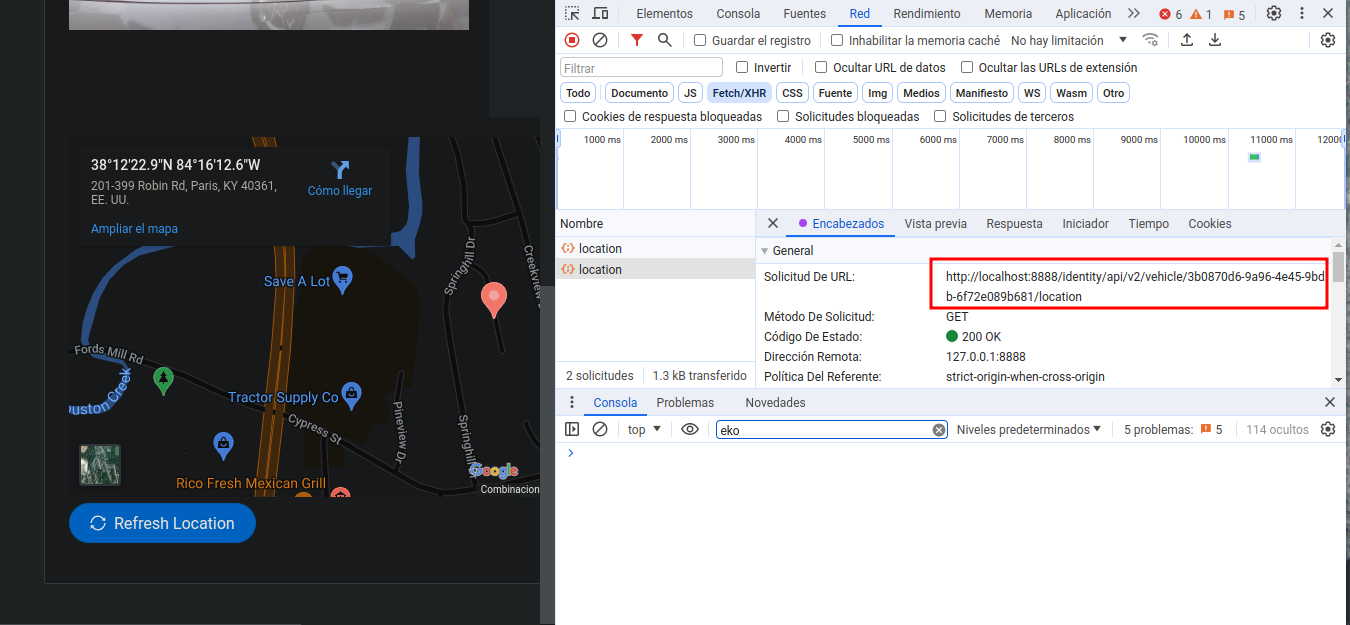 38°12'22.9"N 84°16'12.6"W
201-399 Robin Rd, Paris, KY 40361,
EE. UU.
Cómo llegar
Ampliar el mapa
Save A Lot
Springhill Dr
Creekview D
Fords Mill Rd
ouston Creek
Tractor Supply Co
Cypress St
Pineview Dr
Springhill
Rico Fresh Mexican Grill
Google
Combinacion
Refresh Location
Elementos Consola Fuentes Red Rendimiento Memoria Aplicación 6 1 5
Guardar el registro Inhabilitar la memoria caché No hay limitación
Filtrar Invertir Ocultar URL de datos Ocultar las URLs de extensión
Todo Documento JS Fetch/XHR CSS Fuente Img Medios Manifiesto WS Wasm Otro
Cookies de respuesta bloqueadas Solicitudes bloqueadas Solicitudes de terceros
1000 ms 2000 ms 3000 ms 4000 ms 5000 ms 6000 ms 7000 ms 8000 ms 9000 ms 10000 ms 11000 ms 12000
Nombre
location
location
2 solicitudes 1.3 kB transferido
Encabezados Vista previa Respuesta Iniciador Tiempo Cookies
General
Solicitud De URL: http://localhost:8888/identity/api/v2/vehicle/3b0870d6-9a96-4e45-9bd
b-6f72e089b681/location
Método De Solicitud: GET
Código De Estado: 200 OK
Dirección Remota: 127.0.0.1:8888
Política Del Referente: strict-origin-when-cross-origin
Consola Problemas Novedades
top eko Niveles predeterminados 5 problemas: 5 114 ocultos